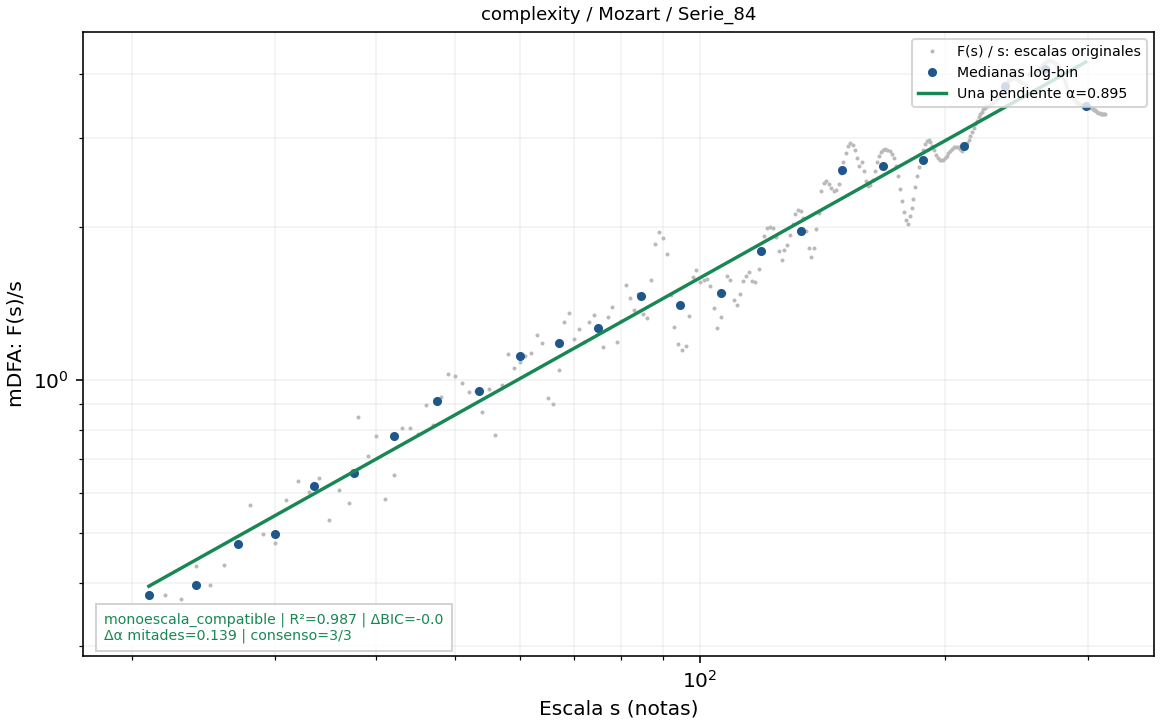 complexity / Mozart / Serie_84
F(s) / s: escalas originales
Medianas log-bin
Una pendiente α=0.895
mDFA: F(s)/s
10⁰
monoescala_compatible | R²=0.987 | ΔBIC=-0.0
Δα mitades=0.139 | consenso=3/3
10²
Escala s (notas)